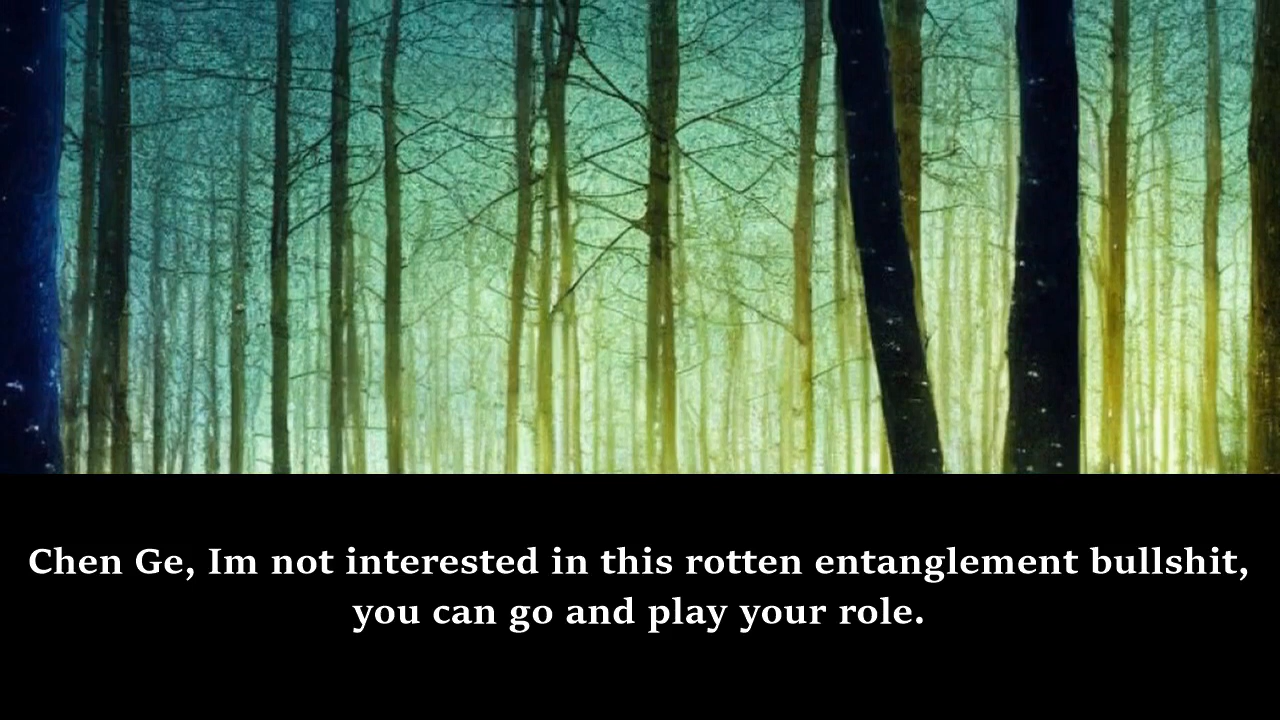 Chen Ge, Im not interested in this rotten entanglement bullshit,
you can go and play your role.